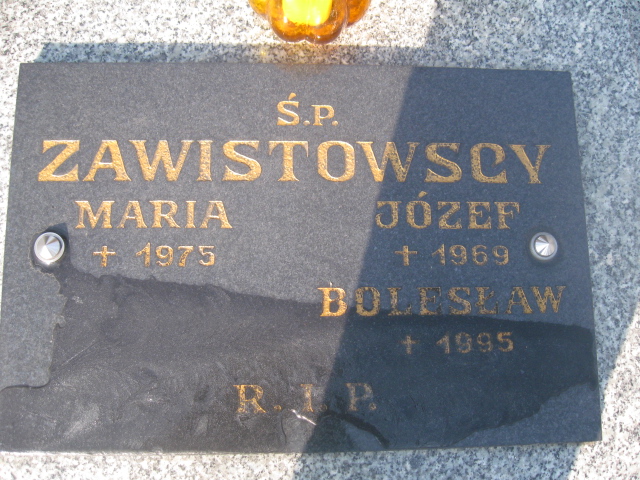 Ś.P.
ZAWISTOWSCY
MARIA JÓZEF
+ 1975 + 1969
BOLESŁAW
+ 1995
R. I. P.